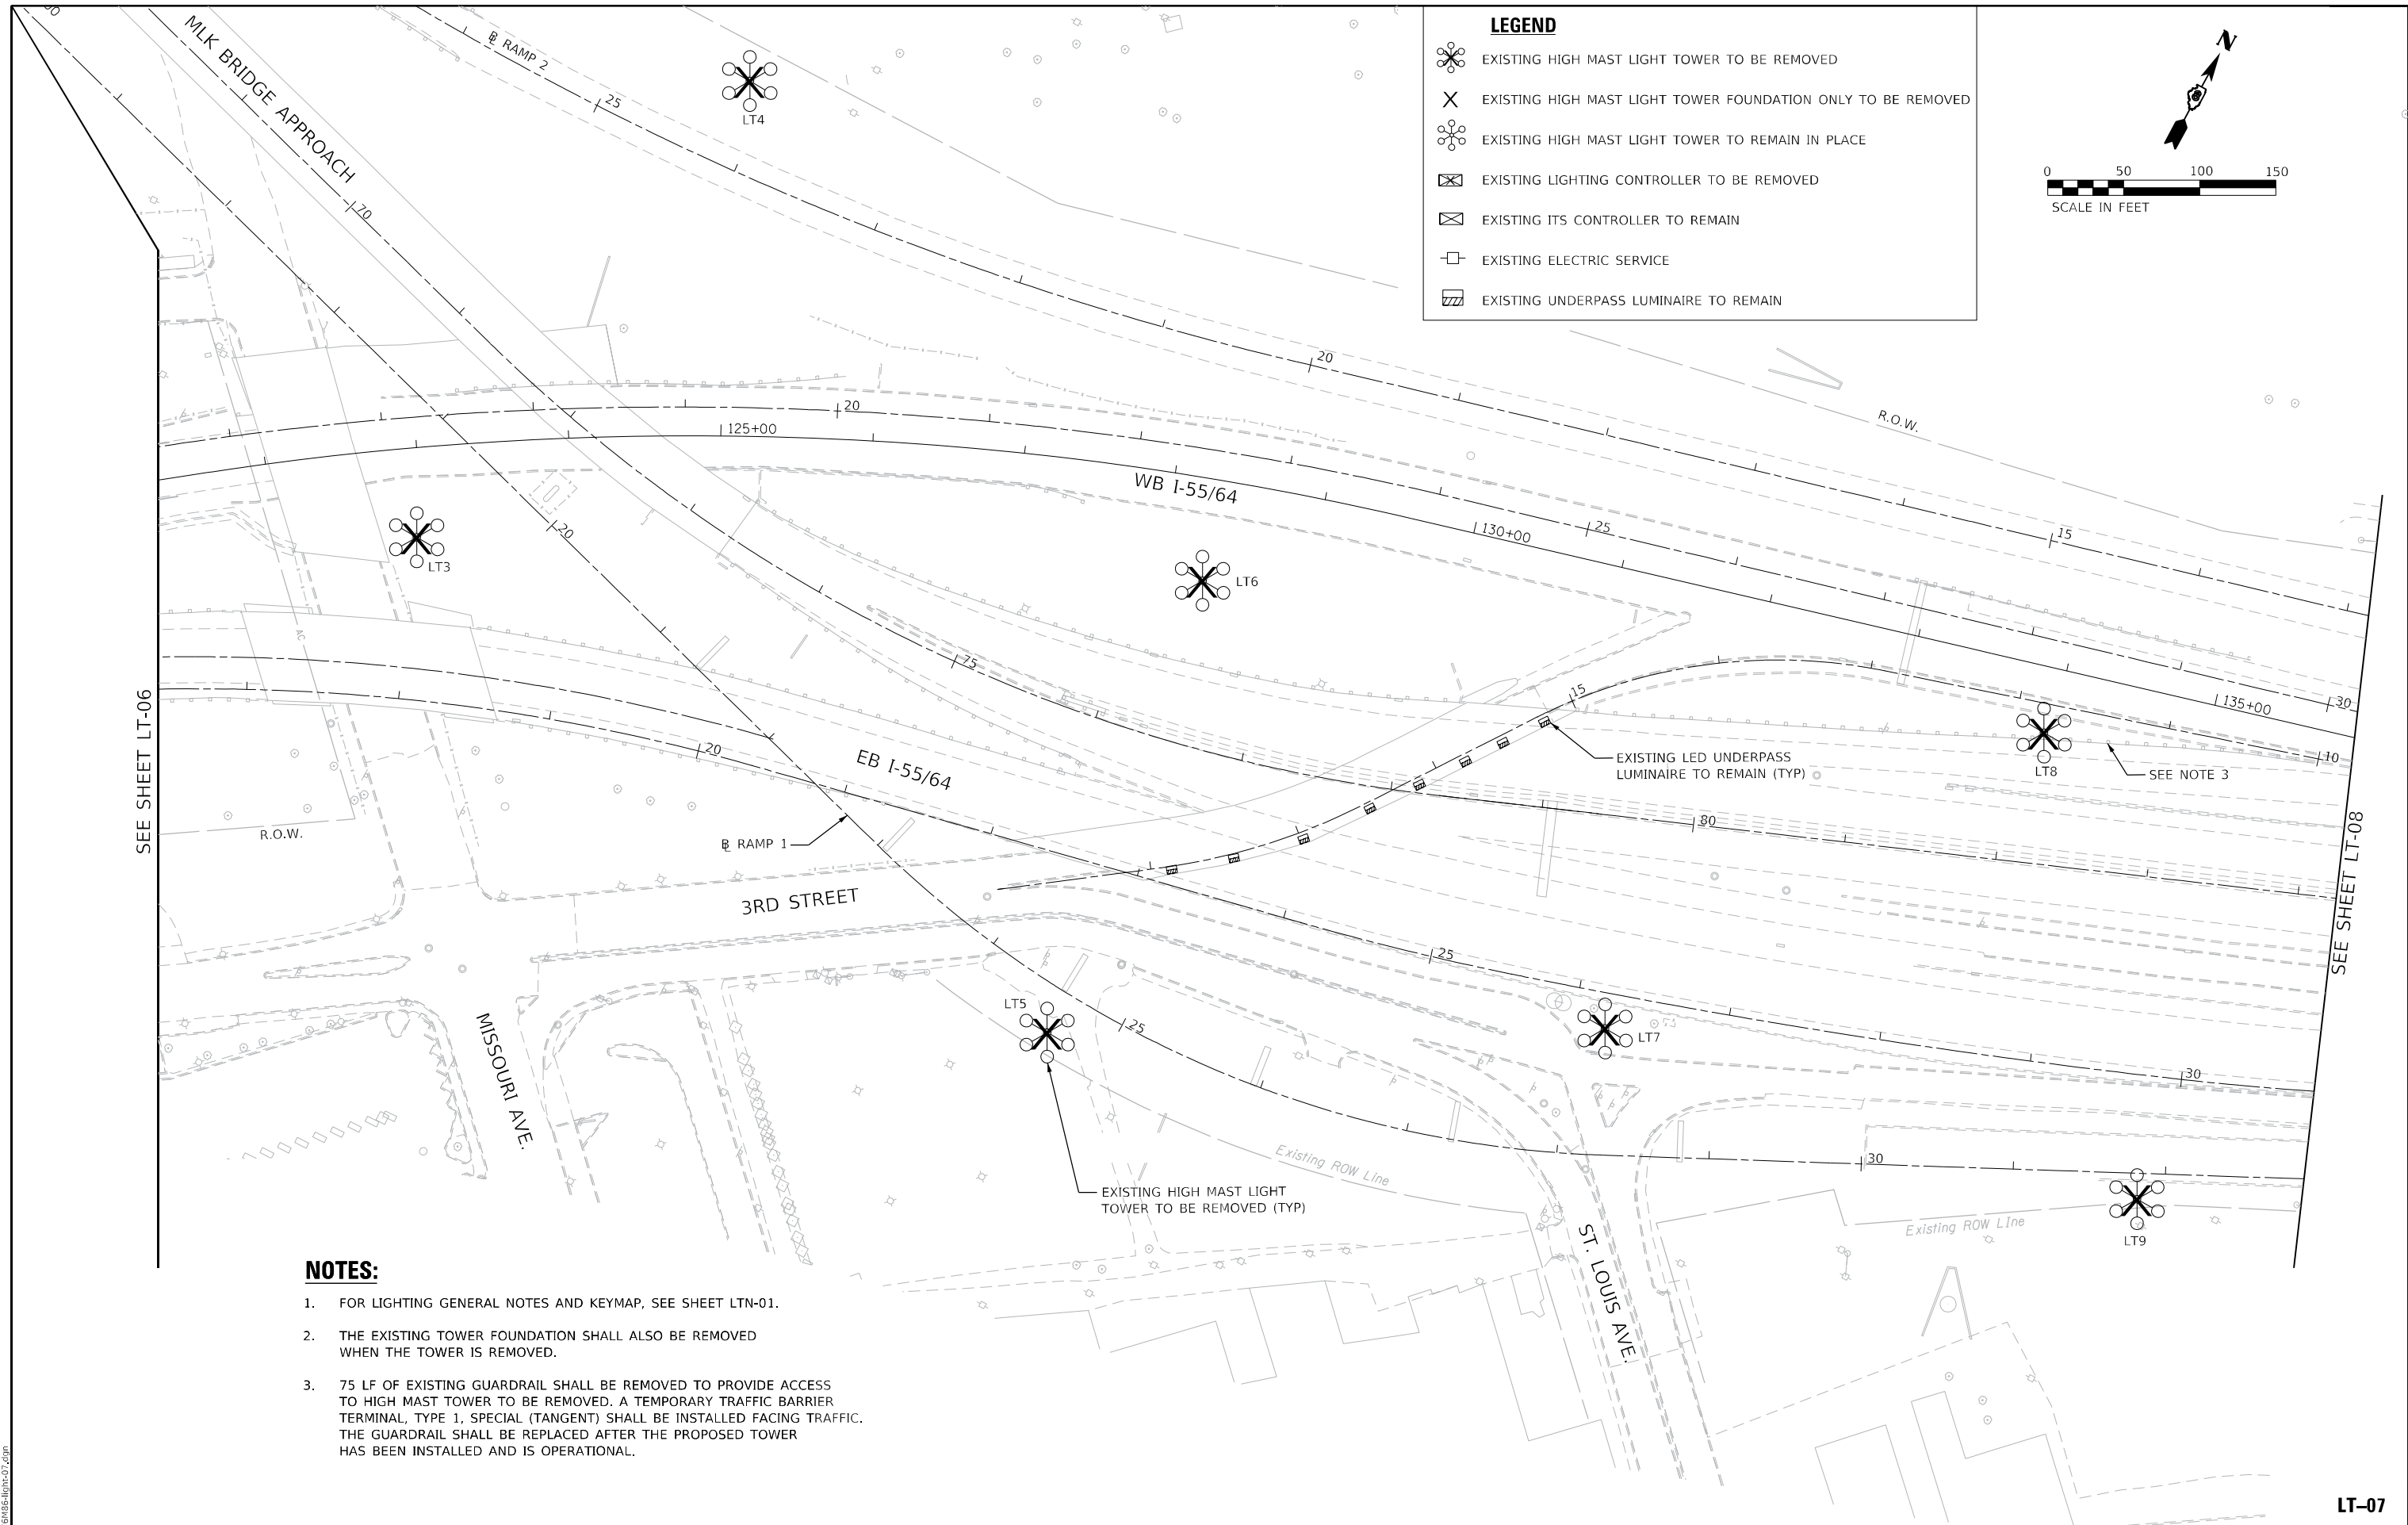 LEGEND
EXISTING HIGH MAST LIGHT TOWER TO BE REMOVED
EXISTING HIGH MAST LIGHT TOWER FOUNDATION ONLY TO BE REMOVED
EXISTING HIGH MAST LIGHT TOWER TO REMAIN IN PLACE
EXISTING LIGHTING CONTROLLER TO BE REMOVED
EXISTING ITS CONTROLLER TO REMAIN
EXISTING ELECTRIC SERVICE
EXISTING UNDERPASS LUMINAIRE TO REMAIN
N
0 50 100 150
SCALE IN FEET
MLK BRIDGE APPROACH
70
BL RAMP 2
25
LT4
20
R.O.W.
15
20
125+00
WB I-55/64
130+00
25
20
LT3
LT6
75
15
135+00
30
10
AC
SEE SHEET LT-06
20
EB I-55/64
EXISTING LED UNDERPASS
LUMINAIRE TO REMAIN (TYP)
LT8
SEE NOTE 3
80
R.O.W.
BL RAMP 1
3RD STREET
SEE SHEET LT-08
25
LT5
25
LT7
MISSOURI AVE.
30
30
Existing ROW Line
EXISTING HIGH MAST LIGHT
TOWER TO BE REMOVED (TYP)
ST. LOUIS AVE.
Existing ROW LIne
LT9
NOTES:
1. FOR LIGHTING GENERAL NOTES AND KEYMAP, SEE SHEET LTN-01.
2. THE EXISTING TOWER FOUNDATION SHALL ALSO BE REMOVED
WHEN THE TOWER IS REMOVED.
3. 75 LF OF EXISTING GUARDRAIL SHALL BE REMOVED TO PROVIDE ACCESS
TO HIGH MAST TOWER TO BE REMOVED. A TEMPORARY TRAFFIC BARRIER
TERMINAL, TYPE 1, SPECIAL (TANGENT) SHALL BE INSTALLED FACING TRAFFIC.
THE GUARDRAIL SHALL BE REPLACED AFTER THE PROPOSED TOWER
HAS BEEN INSTALLED AND IS OPERATIONAL.
6M86-light-07.dgn
LT-07